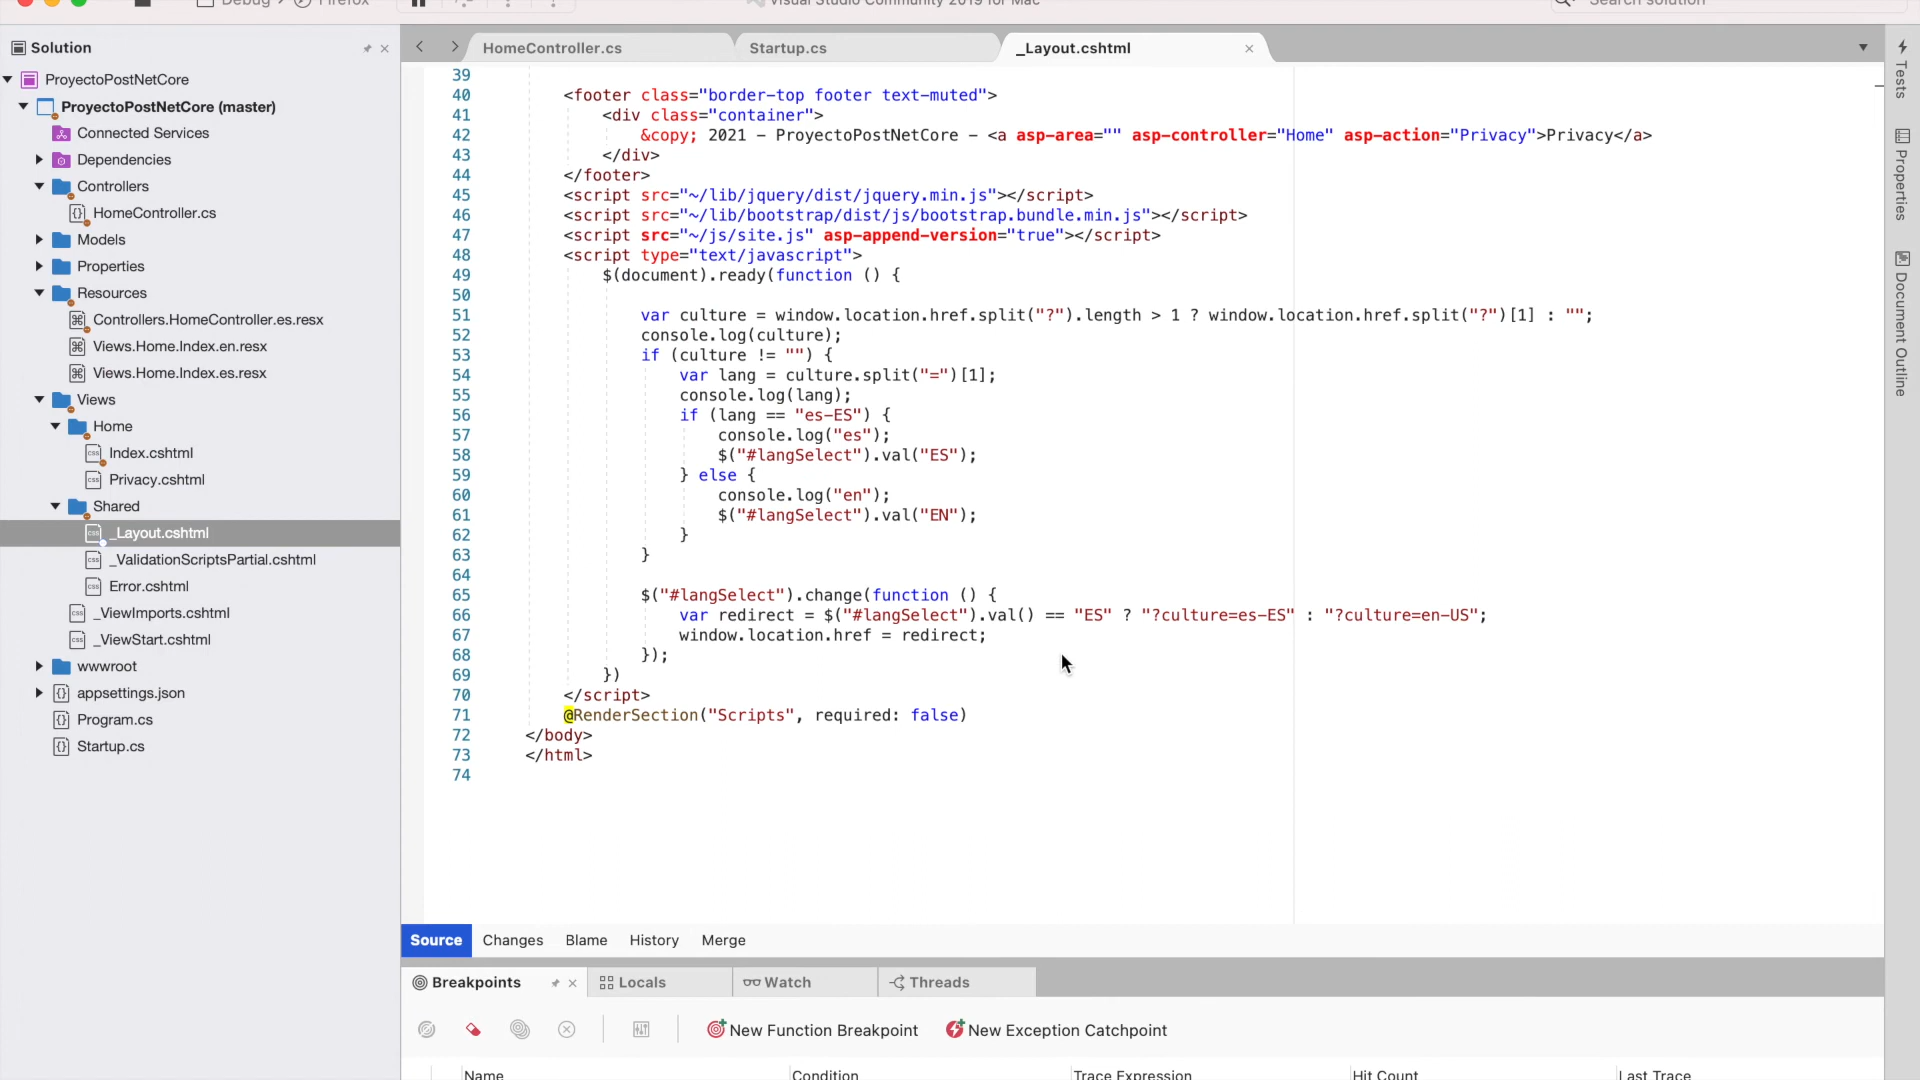 Debug
Firefox
Visual Studio Community 2019 for Mac
Search solution
Solution
ProyectoPostNetCore
ProyectoPostNetCore (master)
Connected Services
Dependencies
Controllers
HomeController.cs
Models
Properties
Resources
Controllers.HomeController.es.resx
Views.Home.Index.en.resx
Views.Home.Index.es.resx
Views
Home
Index.cshtml
Privacy.cshtml
Shared
_Layout.cshtml
_ValidationScriptsPartial.cshtml
Error.cshtml
_ViewImports.cshtml
_ViewStart.cshtml
wwwroot
appsettings.json
Program.cs
Startup.cs
HomeController.cs
Startup.cs
_Layout.cshtml
39
40 <footer class="border-top footer text-muted">
41 <div class="container">
42 &copy; 2021 - ProyectoPostNetCore - <a asp-area="" asp-controller="Home" asp-action="Privacy">Privacy</a>
43 </div>
44 </footer>
45 <script src="~/lib/jquery/dist/jquery.min.js"></script>
46 <script src="~/lib/bootstrap/dist/js/bootstrap.bundle.min.js"></script>
47 <script src="~/js/site.js" asp-append-version="true"></script>
48 <script type="text/javascript">
49 $(document).ready(function () {
50
51 var culture = window.location.href.split("?").length > 1 ? window.location.href.split("?")[1] : "";
52 console.log(culture);
53 if (culture != "") {
54 var lang = culture.split("=")[1];
55 console.log(lang);
56 if (lang == "es-ES") {
57 console.log("es");
58 $("#langSelect").val("ES");
59 } else {
60 console.log("en");
61 $("#langSelect").val("EN");
62 }
63 }
64
65 $("#langSelect").change(function () {
66 var redirect = $("#langSelect").val() == "ES" ? "?culture=es-ES" : "?culture=en-US";
67 window.location.href = redirect;
68 });
69 })
70 </script>
71 @RenderSection("Scripts", required: false)
72 </body>
73 </html>
74
Source Changes Blame History Merge
Breakpoints Locals Watch Threads
New Function Breakpoint New Exception Catchpoint
Name Condition Trace Expression Hit Count Last Trace
Tests
Properties
Document Outline